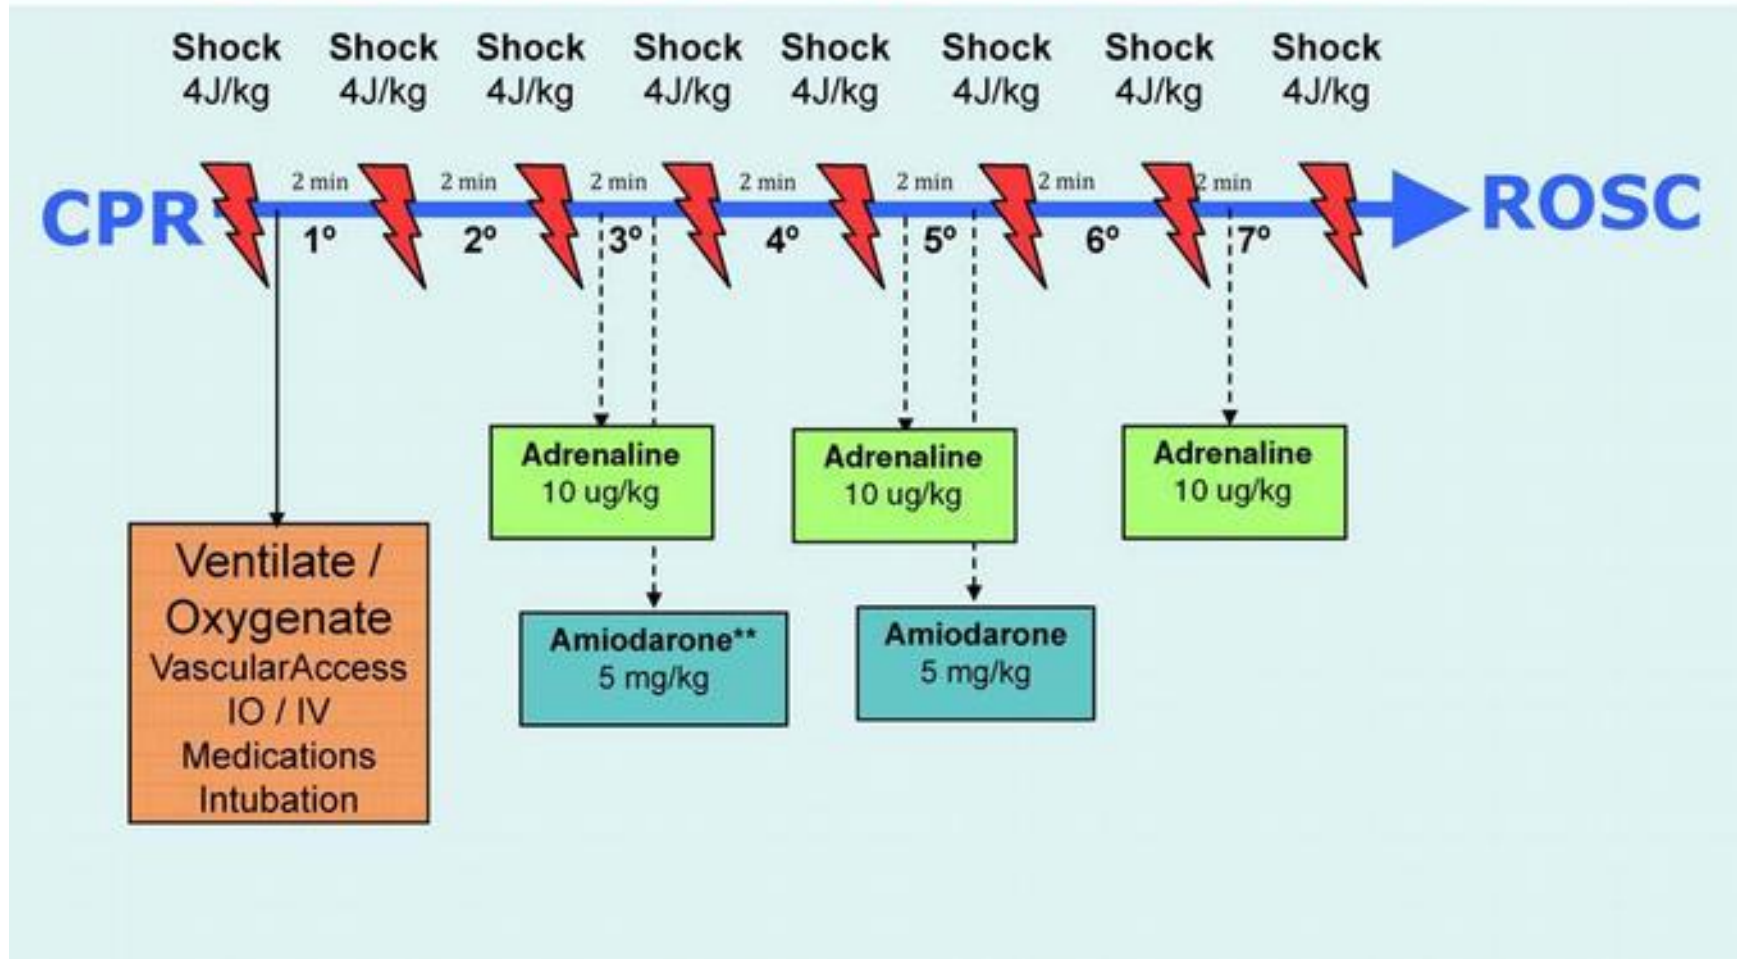 Shock Shock Shock Shock Shock Shock Shock Shock
4J/kg 4J/kg 4J/kg 4J/kg 4J/kg 4J/kg 4J/kg 4J/kg
2 min 2 min 2 min 2 min 2 min 2 min 2 min
CPR ROSC
1º 2º 3º 4º 5º 6º 7º
Adrenaline
10 ug/kg
Adrenaline
10 ug/kg
Adrenaline
10 ug/kg
Ventilate /
Oxygenate
VascularAccess
IO / IV
Medications
Intubation
Amiodarone**
5 mg/kg
Amiodarone
5 mg/kg